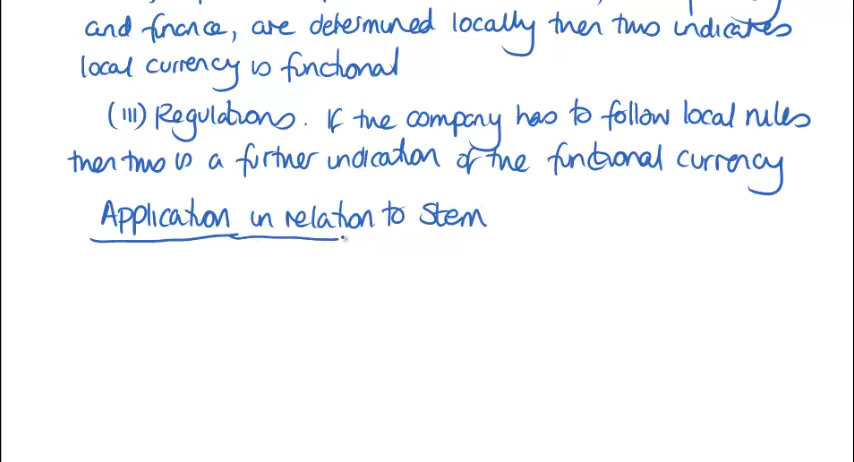 and finance, are determined locally then this indicates
local currency is functional
(III) Regulations. If the company has to follow local rules
then this is a further indication of the functional currency
Application in relation to Stem